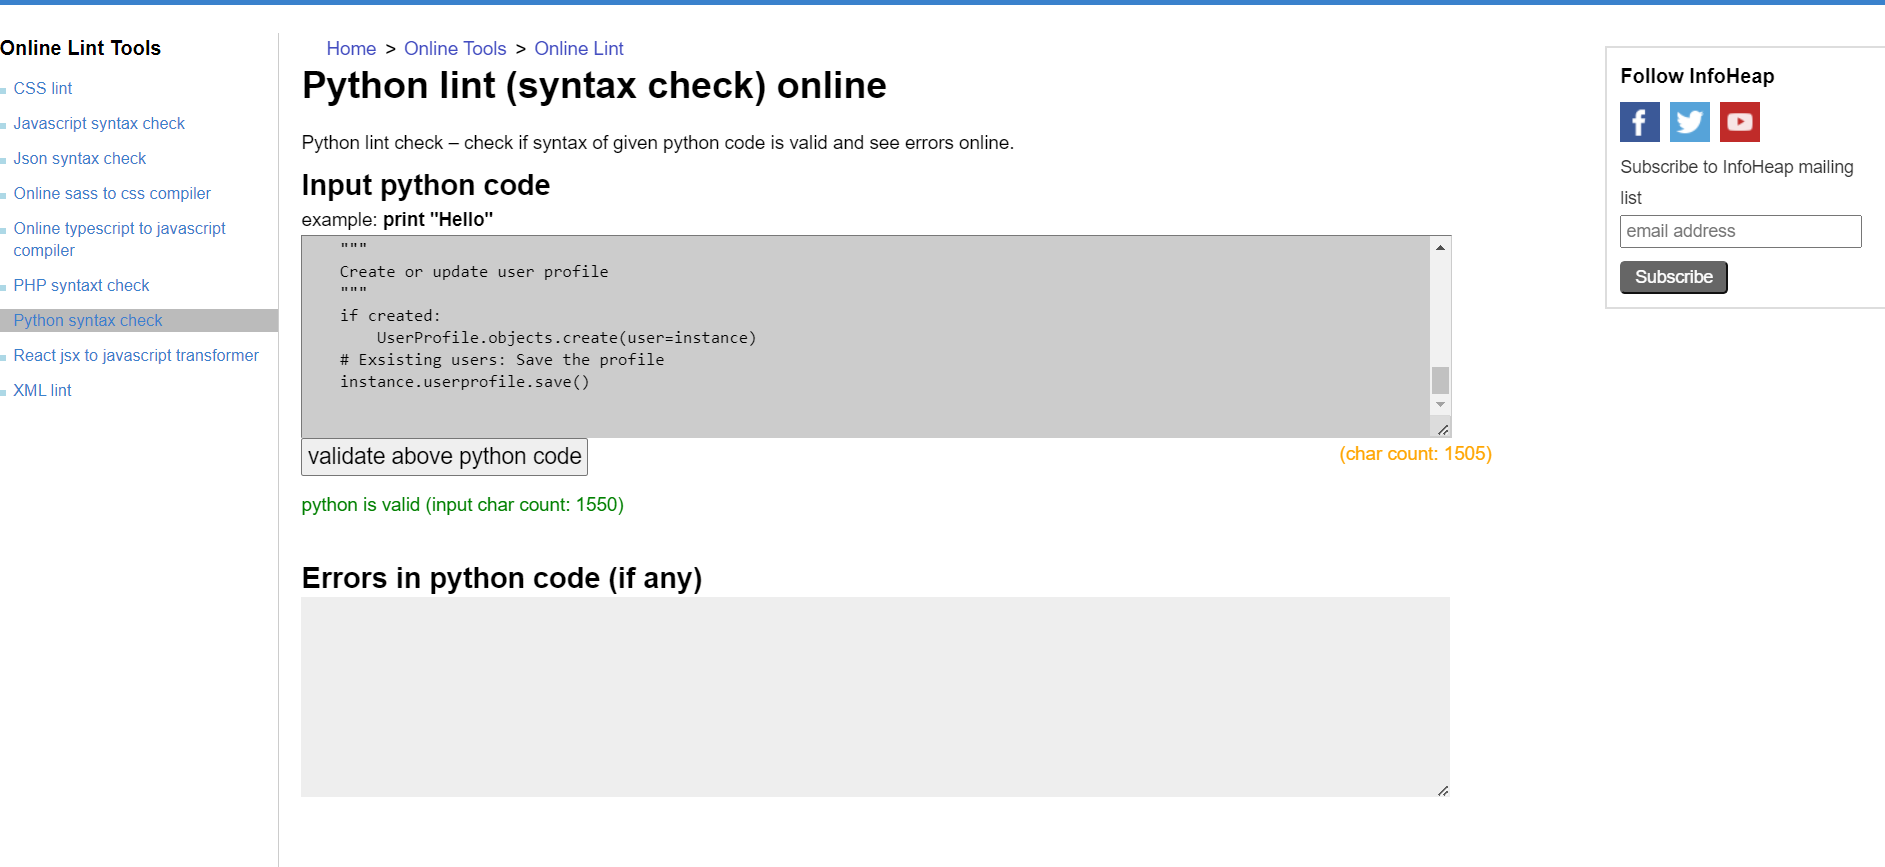 Online Lint Tools
CSS lint
Javascript syntax check
Json syntax check
Online sass to css compiler
Online typescript to javascript
compiler
PHP syntaxt check
Python syntax check
React jsx to javascript transformer
XML lint
Home > Online Tools > Online Lint
Python lint (syntax check) online
Python lint check – check if syntax of given python code is valid and see errors online.
Input python code
example: print "Hello"
"""
Create or update user profile
"""
if created:
    UserProfile.objects.create(user=instance)
# Exsisting users: Save the profile
instance.userprofile.save()
validate above python code
(char count: 1505)
python is valid (input char count: 1550)
Errors in python code (if any)
Follow InfoHeap
Subscribe to InfoHeap mailing
list
email address
Subscribe